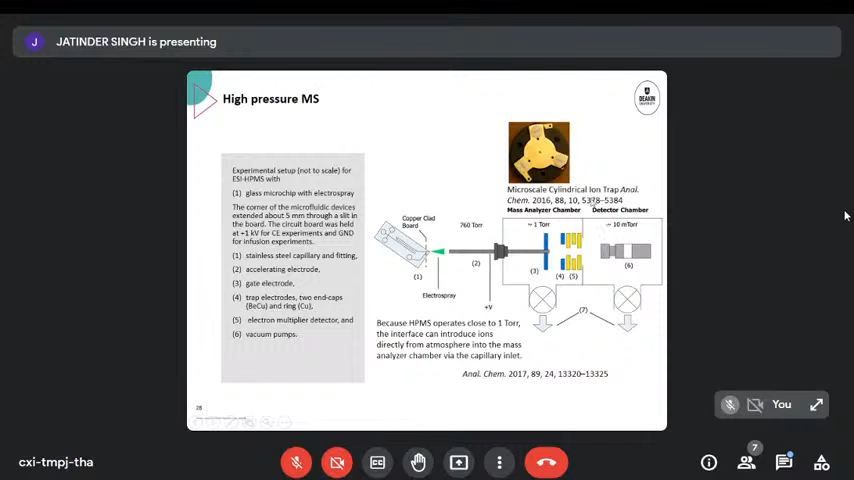 J JATINDER SINGH is presenting
High pressure MS
DEAKIN
UNIVERSITY
Experimental setup (not to scale) for
ESI-HPMS with
(1) glass microchip with electrospray
The corner of the microfluidic devices
extended about 5 mm through a slit in
the board. The circuit board was held
at +1 kV for CE experiments and GND
for infusion experiments.
(1) stainless steel capillary and fitting,
(2) accelerating electrode,
(3) gate electrode,
(4) trap electrodes, two end-caps
(BeCu) and ring (Cu),
(5) electron multiplier detector, and
(6) vacuum pumps.
Microscale Cylindrical Ion Trap Anal.
Chem. 2016, 88, 10, 5378–5384
Mass Analyzer Chamber Detector Chamber
Copper Clad
Board
760 Torr
~ 1 Torr
~ 10 mTorr
(1)
(2)
(3)
(4)
(5)
(6)
Electrospray
+V
(7)
Because HPMS operates close to 1 Torr,
the interface can introduce ions
directly from atmosphere into the mass
analyzer chamber via the capillary inlet.
Anal. Chem. 2017, 89, 24, 13320–13325
28
You
cxi-tmpj-tha
7